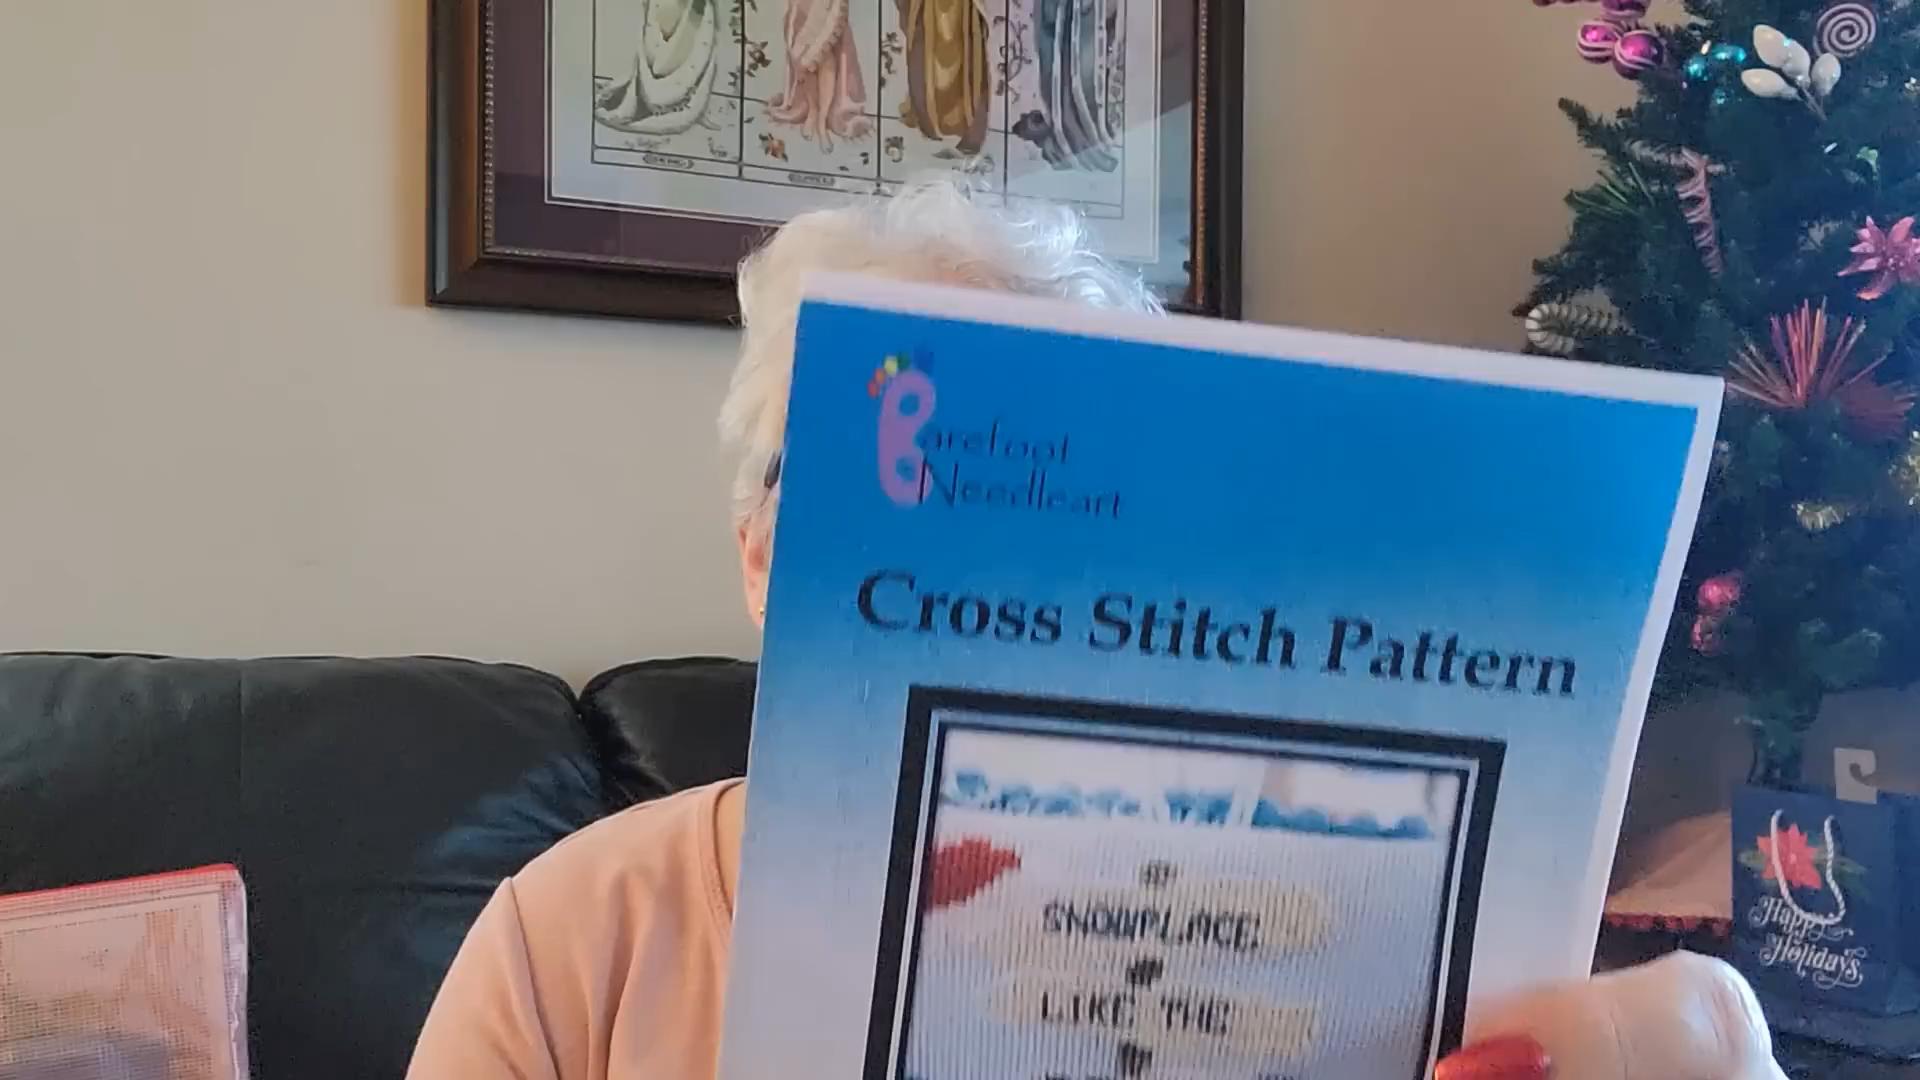 Barefoot
Needleart
Cross Stitch Pattern
SNOWPLACE
LIKE THE
Happy
Holidays